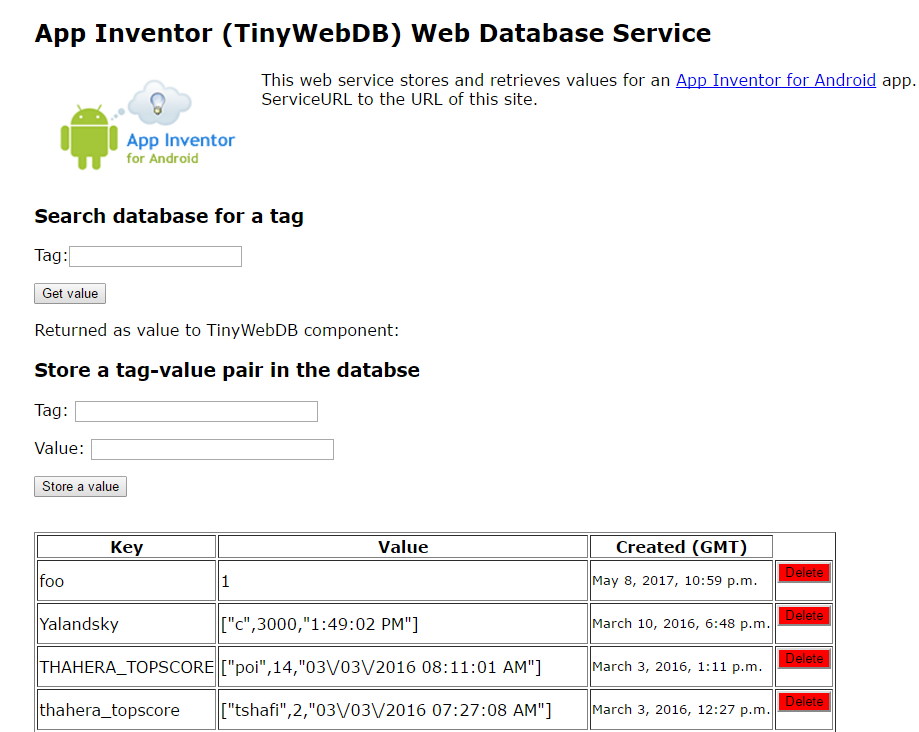 App Inventor (TinyWebDB) Web Database Service
This web service stores and retrieves values for an App Inventor for Android app.
ServiceURL to the URL of this site.
App Inventor
for Android
Search database for a tag
Tag:
Get value
Returned as value to TinyWebDB component:
Store a tag-value pair in the databse
Tag:
Value:
Store a value
Key Value Created (GMT)
foo 1 May 8, 2017, 10:59 p.m. Delete
Yalandsky ["c",3000,"1:49:02 PM"] March 10, 2016, 6:48 p.m. Delete
THAHERA_TOPSCORE ["poi",14,"03\/03\/2016 08:11:01 AM"] March 3, 2016, 1:11 p.m. Delete
thahera_topscore ["tshafi",2,"03\/03\/2016 07:27:08 AM"] March 3, 2016, 12:27 p.m. Delete